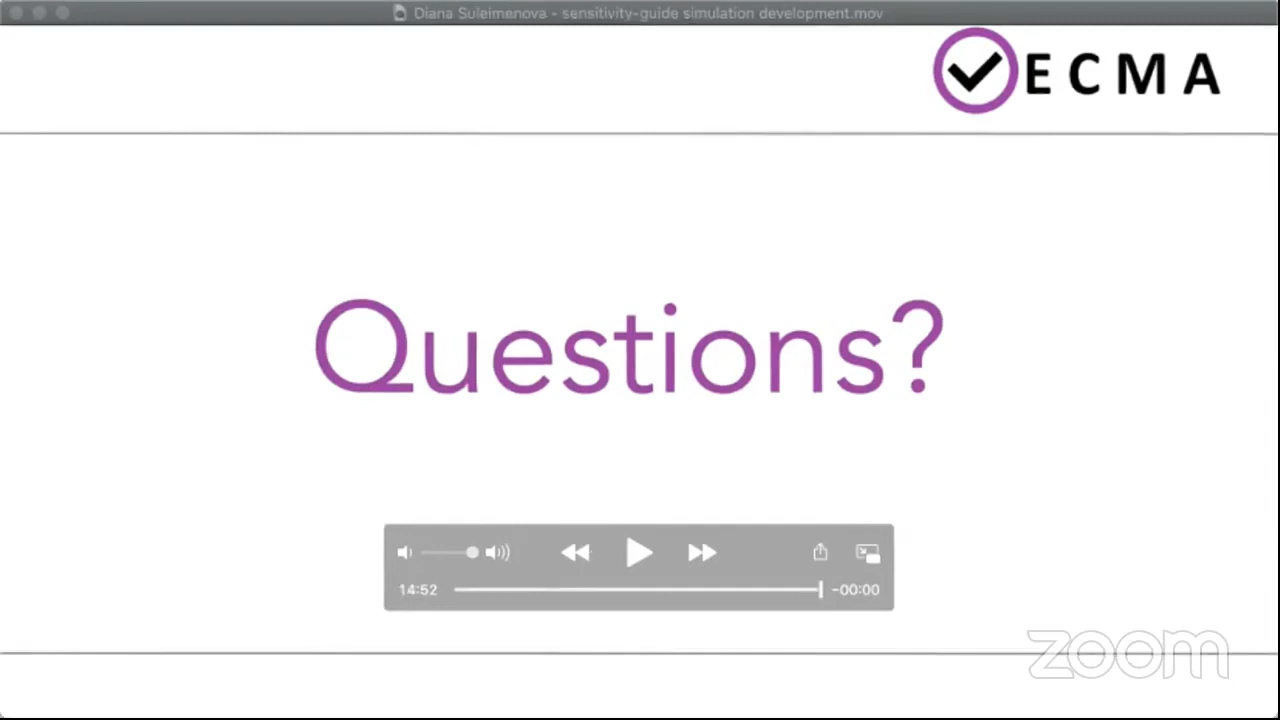 Diana Suleimenova - sensitivity-guide simulation development.mov
ECMA
Questions?
14:52 -00:00
zoom